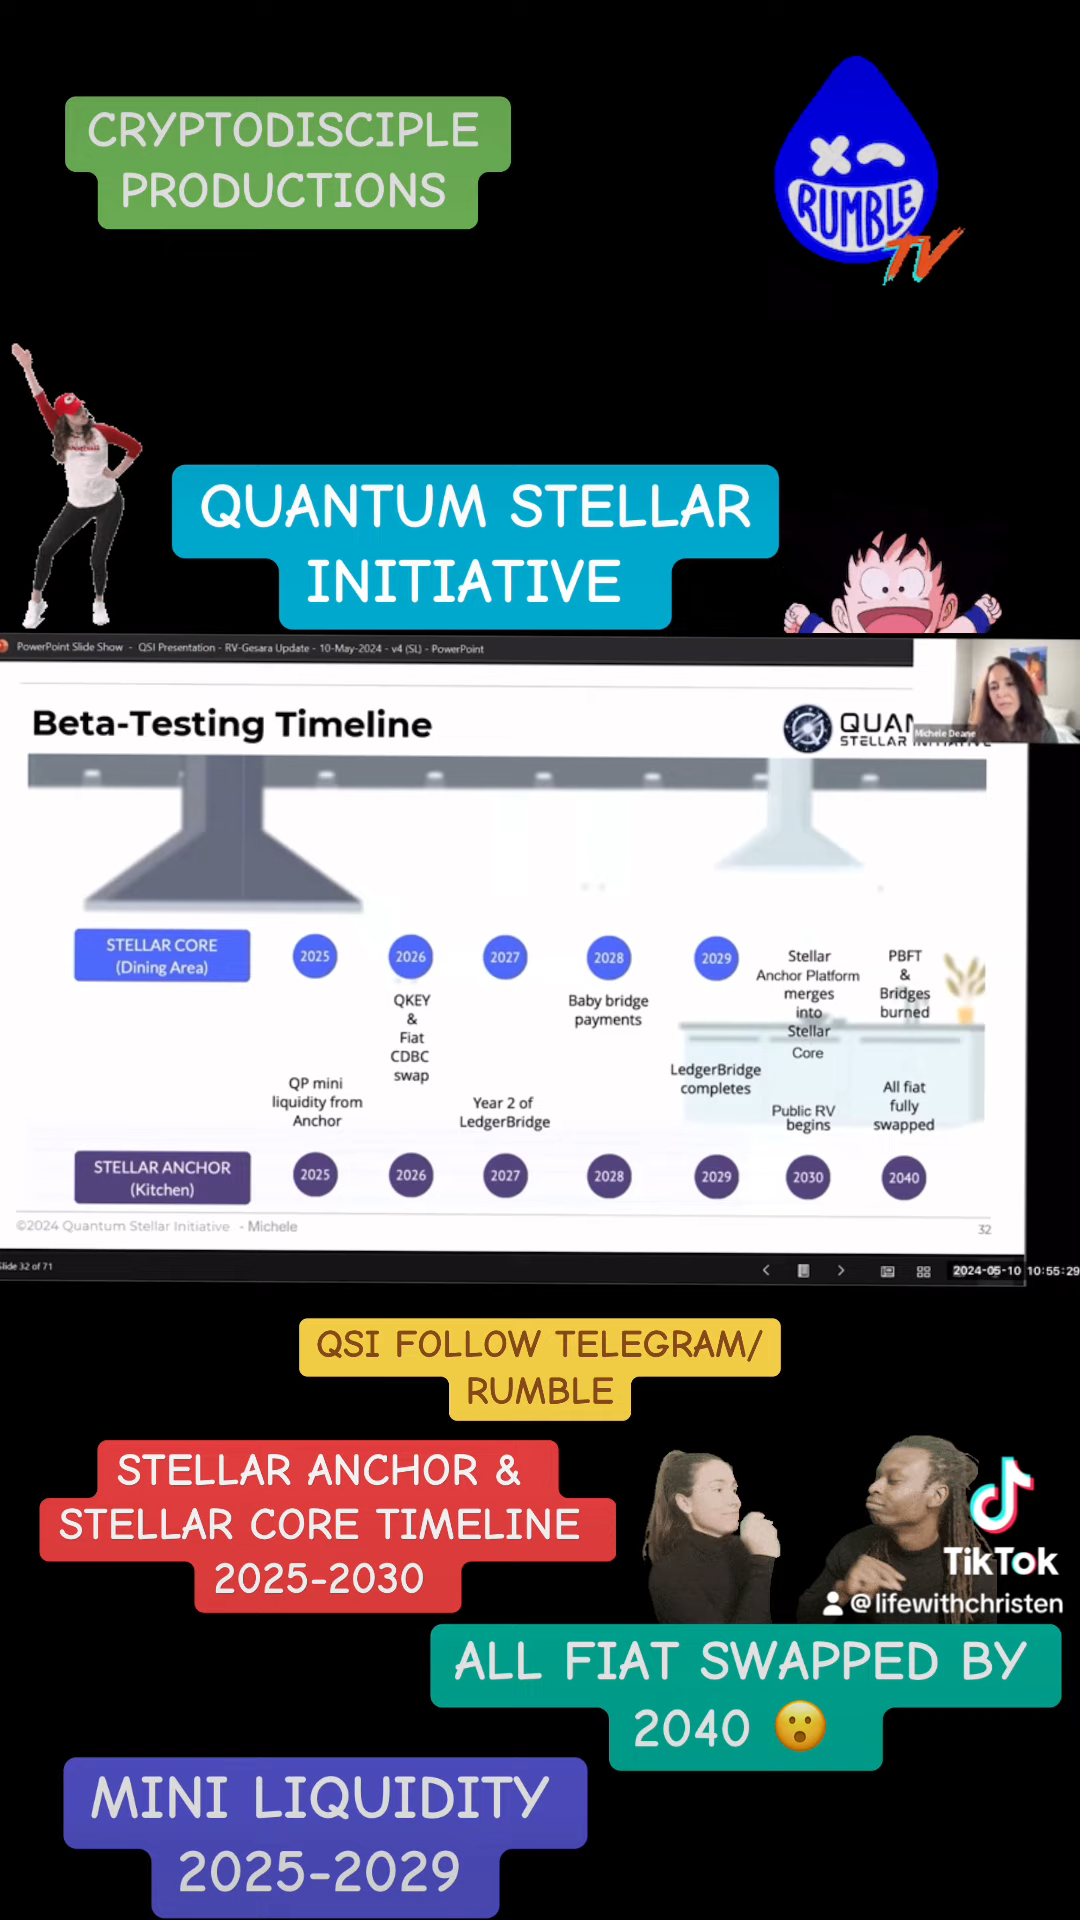 CRYPTODISCIPLE
PRODUCTIONS
RUMBLE
TV
QUANTUM STELLAR
INITIATIVE
PowerPoint Slide Show - QSI Presentation - RV-Gesara Update - 10-May-2024 - v4 (SL) - PowerPoint
Beta-Testing Timeline
Michele Deane
STELLAR CORE
(Dining Area)
2025
2026
2027
2028
2029
Stellar
Anchor Platform
merges
into
Stellar
Core
PBFT
&
Bridges
burned
QKEY
&
Fiat
CDBC
swap
Baby bridge
payments
QP mini
liquidity from
Anchor
Year 2 of
LedgerBridge
LedgerBridge
completes
Public RV
begins
All fiat
fully
swapped
STELLAR ANCHOR
(Kitchen)
2025
2026
2027
2028
2029
2030
2040
©2024 Quantum Stellar Initiative - Michele
32
Slide 32 of 71
2024-05-10 10:55:29
QSI FOLLOW TELEGRAM/
RUMBLE
STELLAR ANCHOR &
STELLAR CORE TIMELINE
2025-2030
TikTok
@lifewithchristen
ALL FIAT SWAPPED BY
2040 😮
MINI LIQUIDITY
2025-2029